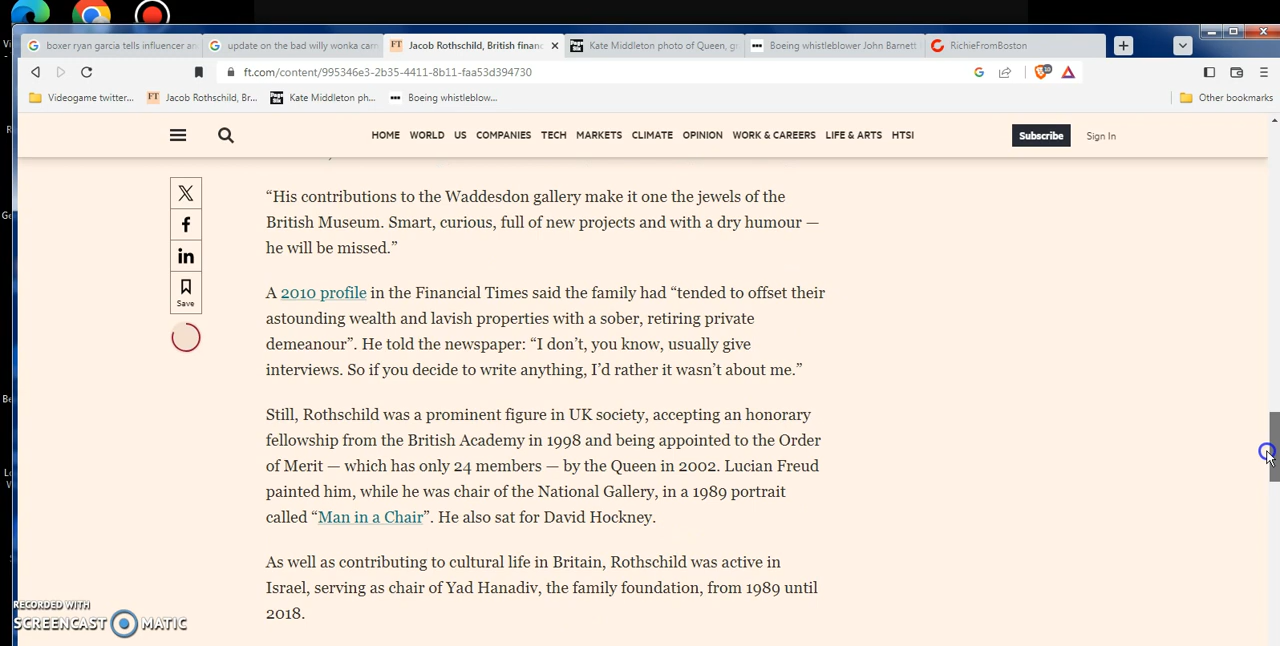 boxer ryan garcia tells influencer an
update on the bad willy wonka carn
FT Jacob Rothschild, British financ
Kate Middleton photo of Queen, gr
Boeing whistleblower John Barnett
RichieFromBoston
ft.com/content/995346e3-2b35-4411-8b11-faa53d394730
Videogame twitter...
FT Jacob Rothschild, Br...
Kate Middleton ph...
Boeing whistleblow...
Other bookmarks
HOME WORLD US COMPANIES TECH MARKETS CLIMATE OPINION WORK & CAREERS LIFE & ARTS HTSI
Subscribe
Sign In
Save
“His contributions to the Waddesdon gallery make it one the jewels of the
British Museum. Smart, curious, full of new projects and with a dry humour —
he will be missed.”
A 2010 profile in the Financial Times said the family had “tended to offset their
astounding wealth and lavish properties with a sober, retiring private
demeanour”. He told the newspaper: “I don’t, you know, usually give
interviews. So if you decide to write anything, I’d rather it wasn’t about me.”
Still, Rothschild was a prominent figure in UK society, accepting an honorary
fellowship from the British Academy in 1998 and being appointed to the Order
of Merit — which has only 24 members — by the Queen in 2002. Lucian Freud
painted him, while he was chair of the National Gallery, in a 1989 portrait
called “Man in a Chair”. He also sat for David Hockney.
As well as contributing to cultural life in Britain, Rothschild was active in
Israel, serving as chair of Yad Hanadiv, the family foundation, from 1989 until
2018.
RECORDED WITH
SCREENCAST MATIC